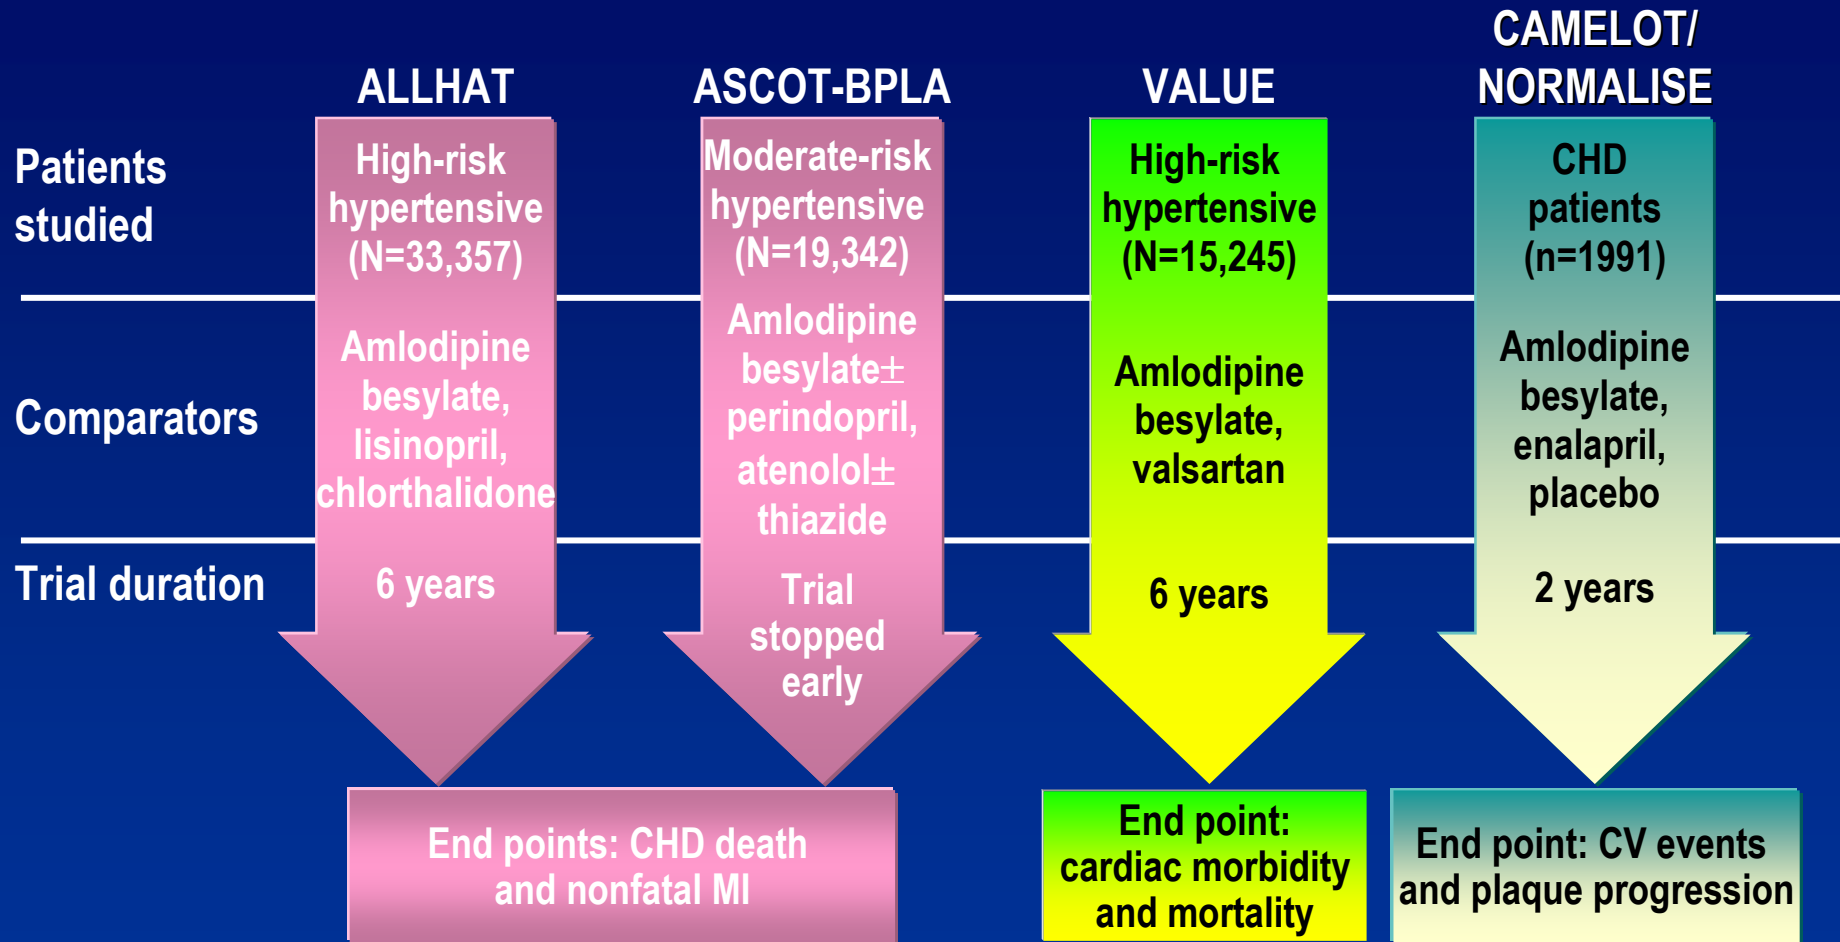 ALLHAT
ASCOT-BPLA
VALUE
CAMELOT/
NORMALISE
Patients
studied
High-risk
hypertensive
(N=33,357)
Moderate-risk
hypertensive
(N=19,342)
High-risk
hypertensive
(N=15,245)
CHD
patients
(n=1991)
Comparators
Amlodipine
besylate,
lisinopril,
chlorthalidone
Amlodipine
besylate±
perindopril,
atenolol±
thiazide
Amlodipine
besylate,
valsartan
Amlodipine
besylate,
enalapril,
placebo
Trial duration
6 years
Trial
stopped
early
6 years
2 years
End points: CHD death
and nonfatal MI
End point:
cardiac morbidity
and mortality
End point: CV events
and plaque progression